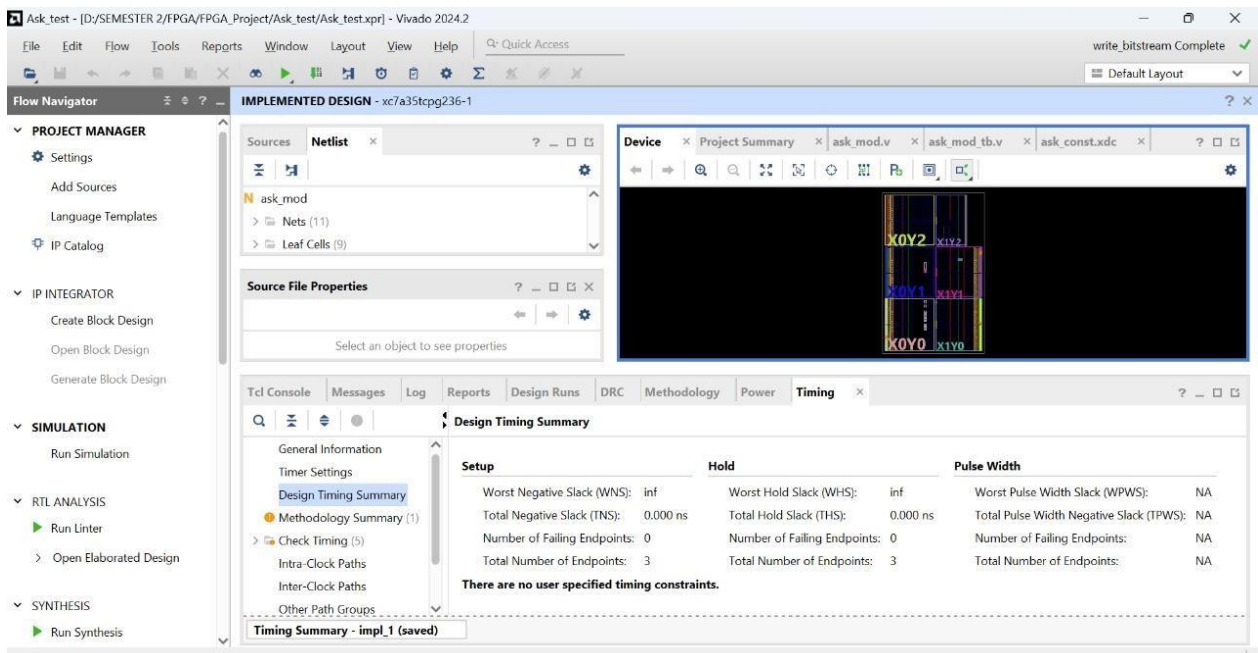 Ask_test - [D:/SEMESTER 2/FPGA/FPGA_Project/Ask_test/Ask_test.xpr] - Vivado 2024.2
File Edit Flow Tools Reports Window Layout View Help Quick Access write_bitstream Complete
Default Layout
Flow Navigator
IMPLEMENTED DESIGN - xc7a35tcpg236-1
PROJECT MANAGER
Settings
Add Sources
Language Templates
IP Catalog
IP INTEGRATOR
Create Block Design
Open Block Design
Generate Block Design
SIMULATION
Run Simulation
RTL ANALYSIS
Run Linter
Open Elaborated Design
SYNTHESIS
Run Synthesis
Sources Netlist
N ask_mod
Nets (11)
Leaf Cells (9)
Source File Properties
Select an object to see properties
Device Project Summary ask_mod.v ask_mod_tb.v ask_const.xdc
X0Y2 X1Y2
X0Y1 X1Y1
X0Y0 X1Y0
Tcl Console Messages Log Reports Design Runs DRC Methodology Power Timing
General Information
Timer Settings
Design Timing Summary
Methodology Summary (1)
Check Timing (5)
Intra-Clock Paths
Inter-Clock Paths
Other Path Groups
Design Timing Summary
Setup Hold Pulse Width
Worst Negative Slack (WNS): inf Worst Hold Slack (WHS): inf Worst Pulse Width Slack (WPWS): NA
Total Negative Slack (TNS): 0.000 ns Total Hold Slack (THS): 0.000 ns Total Pulse Width Negative Slack (TPWS): NA
Number of Failing Endpoints: 0 Number of Failing Endpoints: 0 Number of Failing Endpoints: NA
Total Number of Endpoints: 3 Total Number of Endpoints: 3 Total Number of Endpoints: NA
There are no user specified timing constraints.
Timing Summary - impl_1 (saved)